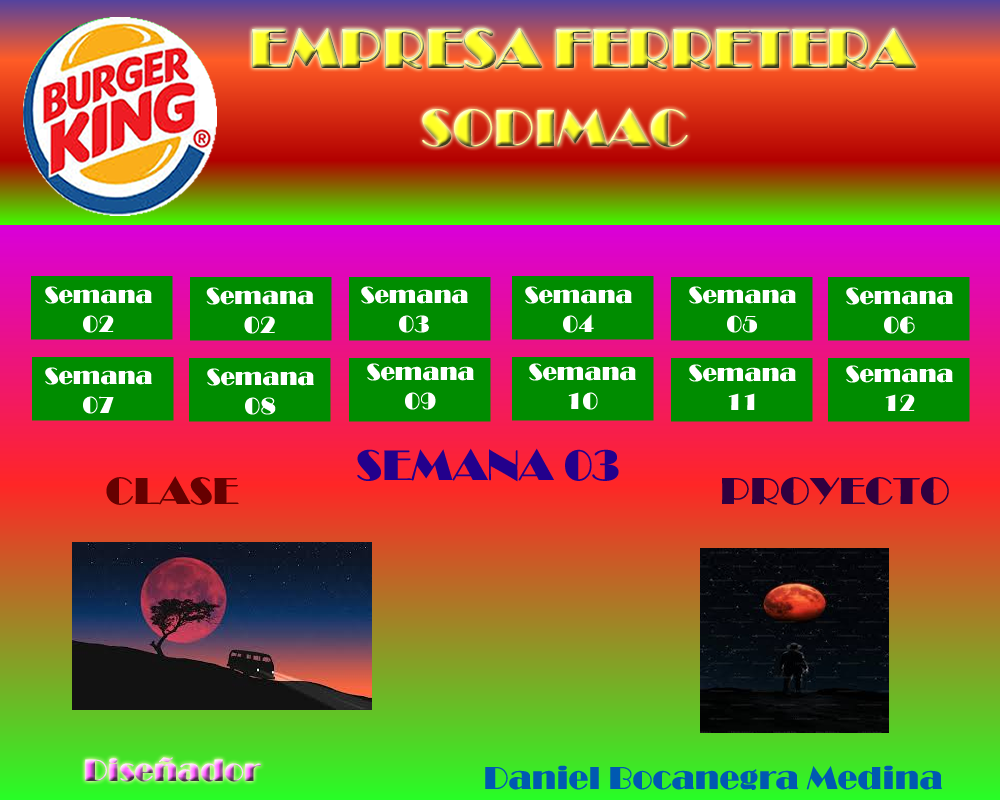 BURGER
KING®
EMPRESA FERRETERA
SODIMAC
Semana
02
Semana
02
Semana
03
Semana
04
Semana
05
Semana
06
Semana
07
Semana
08
Semana
09
Semana
10
Semana
11
Semana
12
SEMANA 03
CLASE
PROYECTO
Diseñador
Daniel Bocanegra Medina